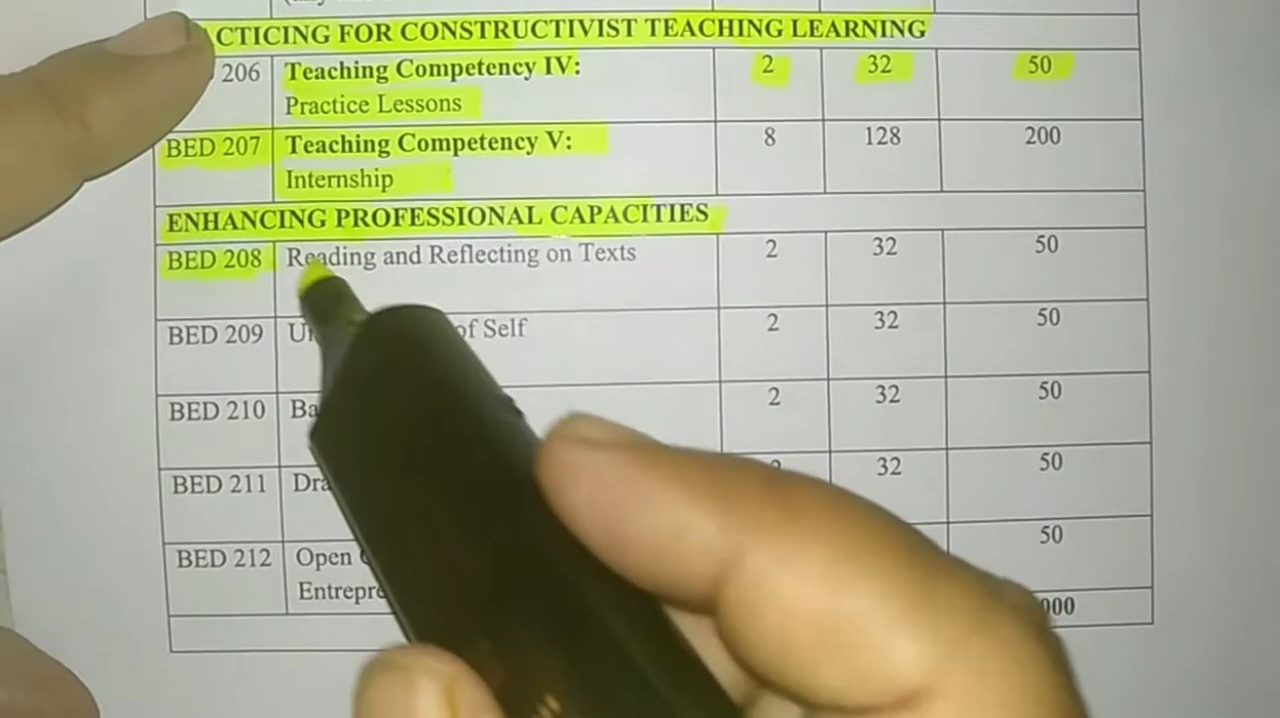 CTICING FOR CONSTRUCTIVIST TEACHING LEARNING
206 Teaching Competency IV: 2 32 50
Practice Lessons
BED 207 Teaching Competency V: 8 128 200
Internship
ENHANCING PROFESSIONAL CAPACITIES
BED 208 Reading and Reflecting on Texts 2 32 50
BED 209 of Self 2 32 50
BED 210 2 32 50
BED 211 32 50
BED 212 Open 50
000